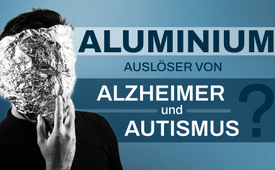 ALUMINIUM
AUSLÖSER VON
ALZHEIMER
und
AUTISMUS ?